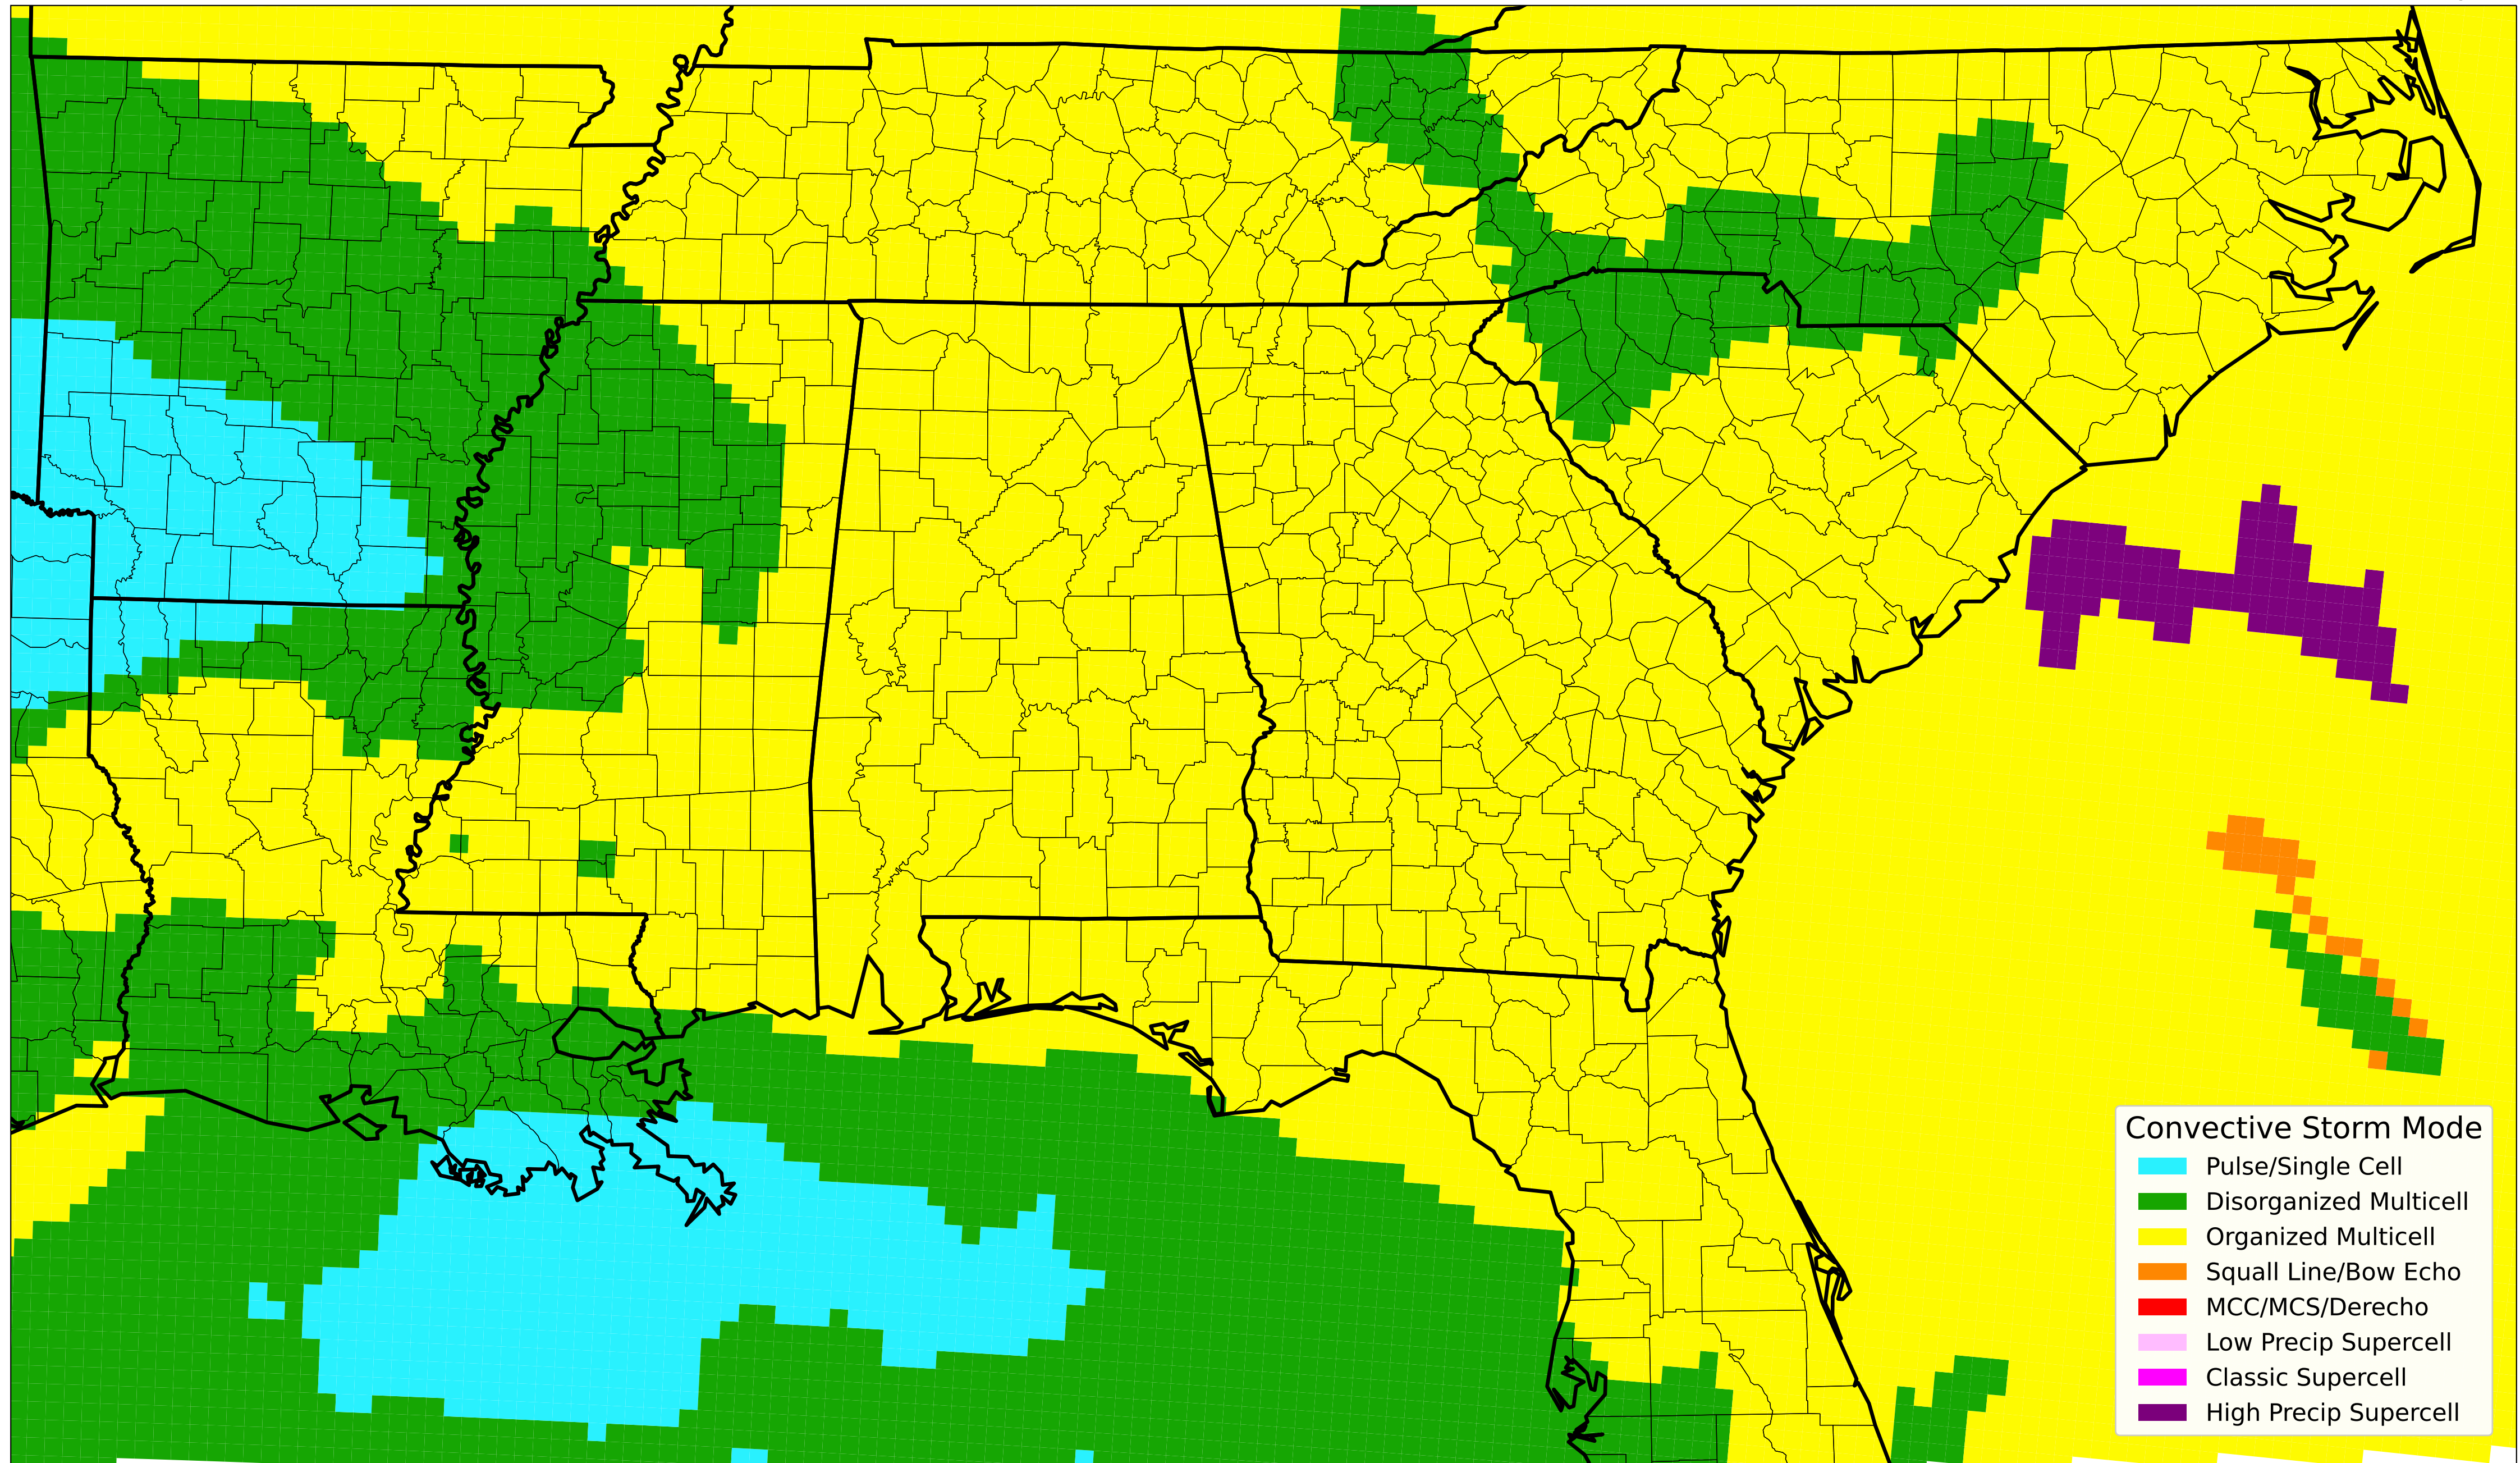 Convective Storm Mode
Pulse/Single Cell
Disorganized Multicell
Organized Multicell
Squall Line/Bow Echo
MCC/MCS/Derecho
Low Precip Supercell
Classic Supercell
High Precip Supercell